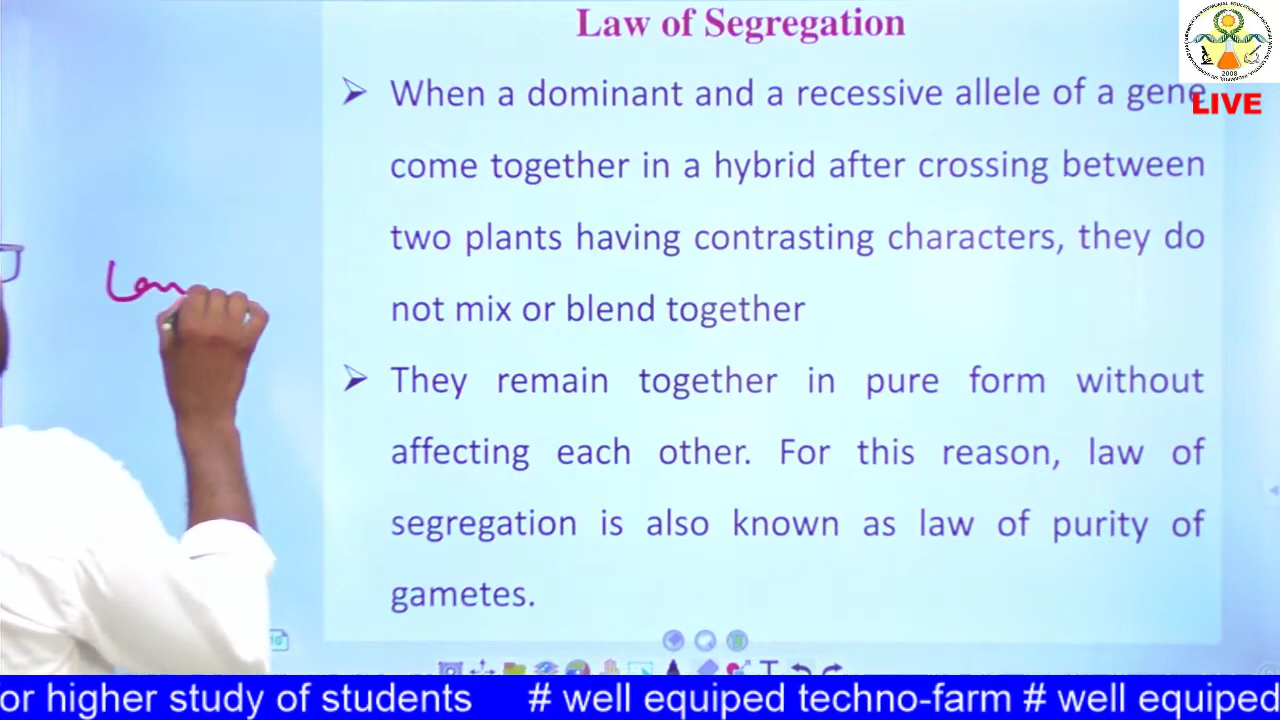 Law of Segregation
➢ When a dominant and a recessive allele of a gene
come together in a hybrid after crossing between
two plants having contrasting characters, they do
not mix or blend together
➢ They remain together in pure form without
affecting each other. For this reason, law of
segregation is also known as law of purity of
gametes.
2008
LIVE
T
or higher study of students # well equiped techno-farm # well equiped